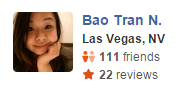 Bao Tran N.
Las Vegas, NV
111 friends
22 reviews